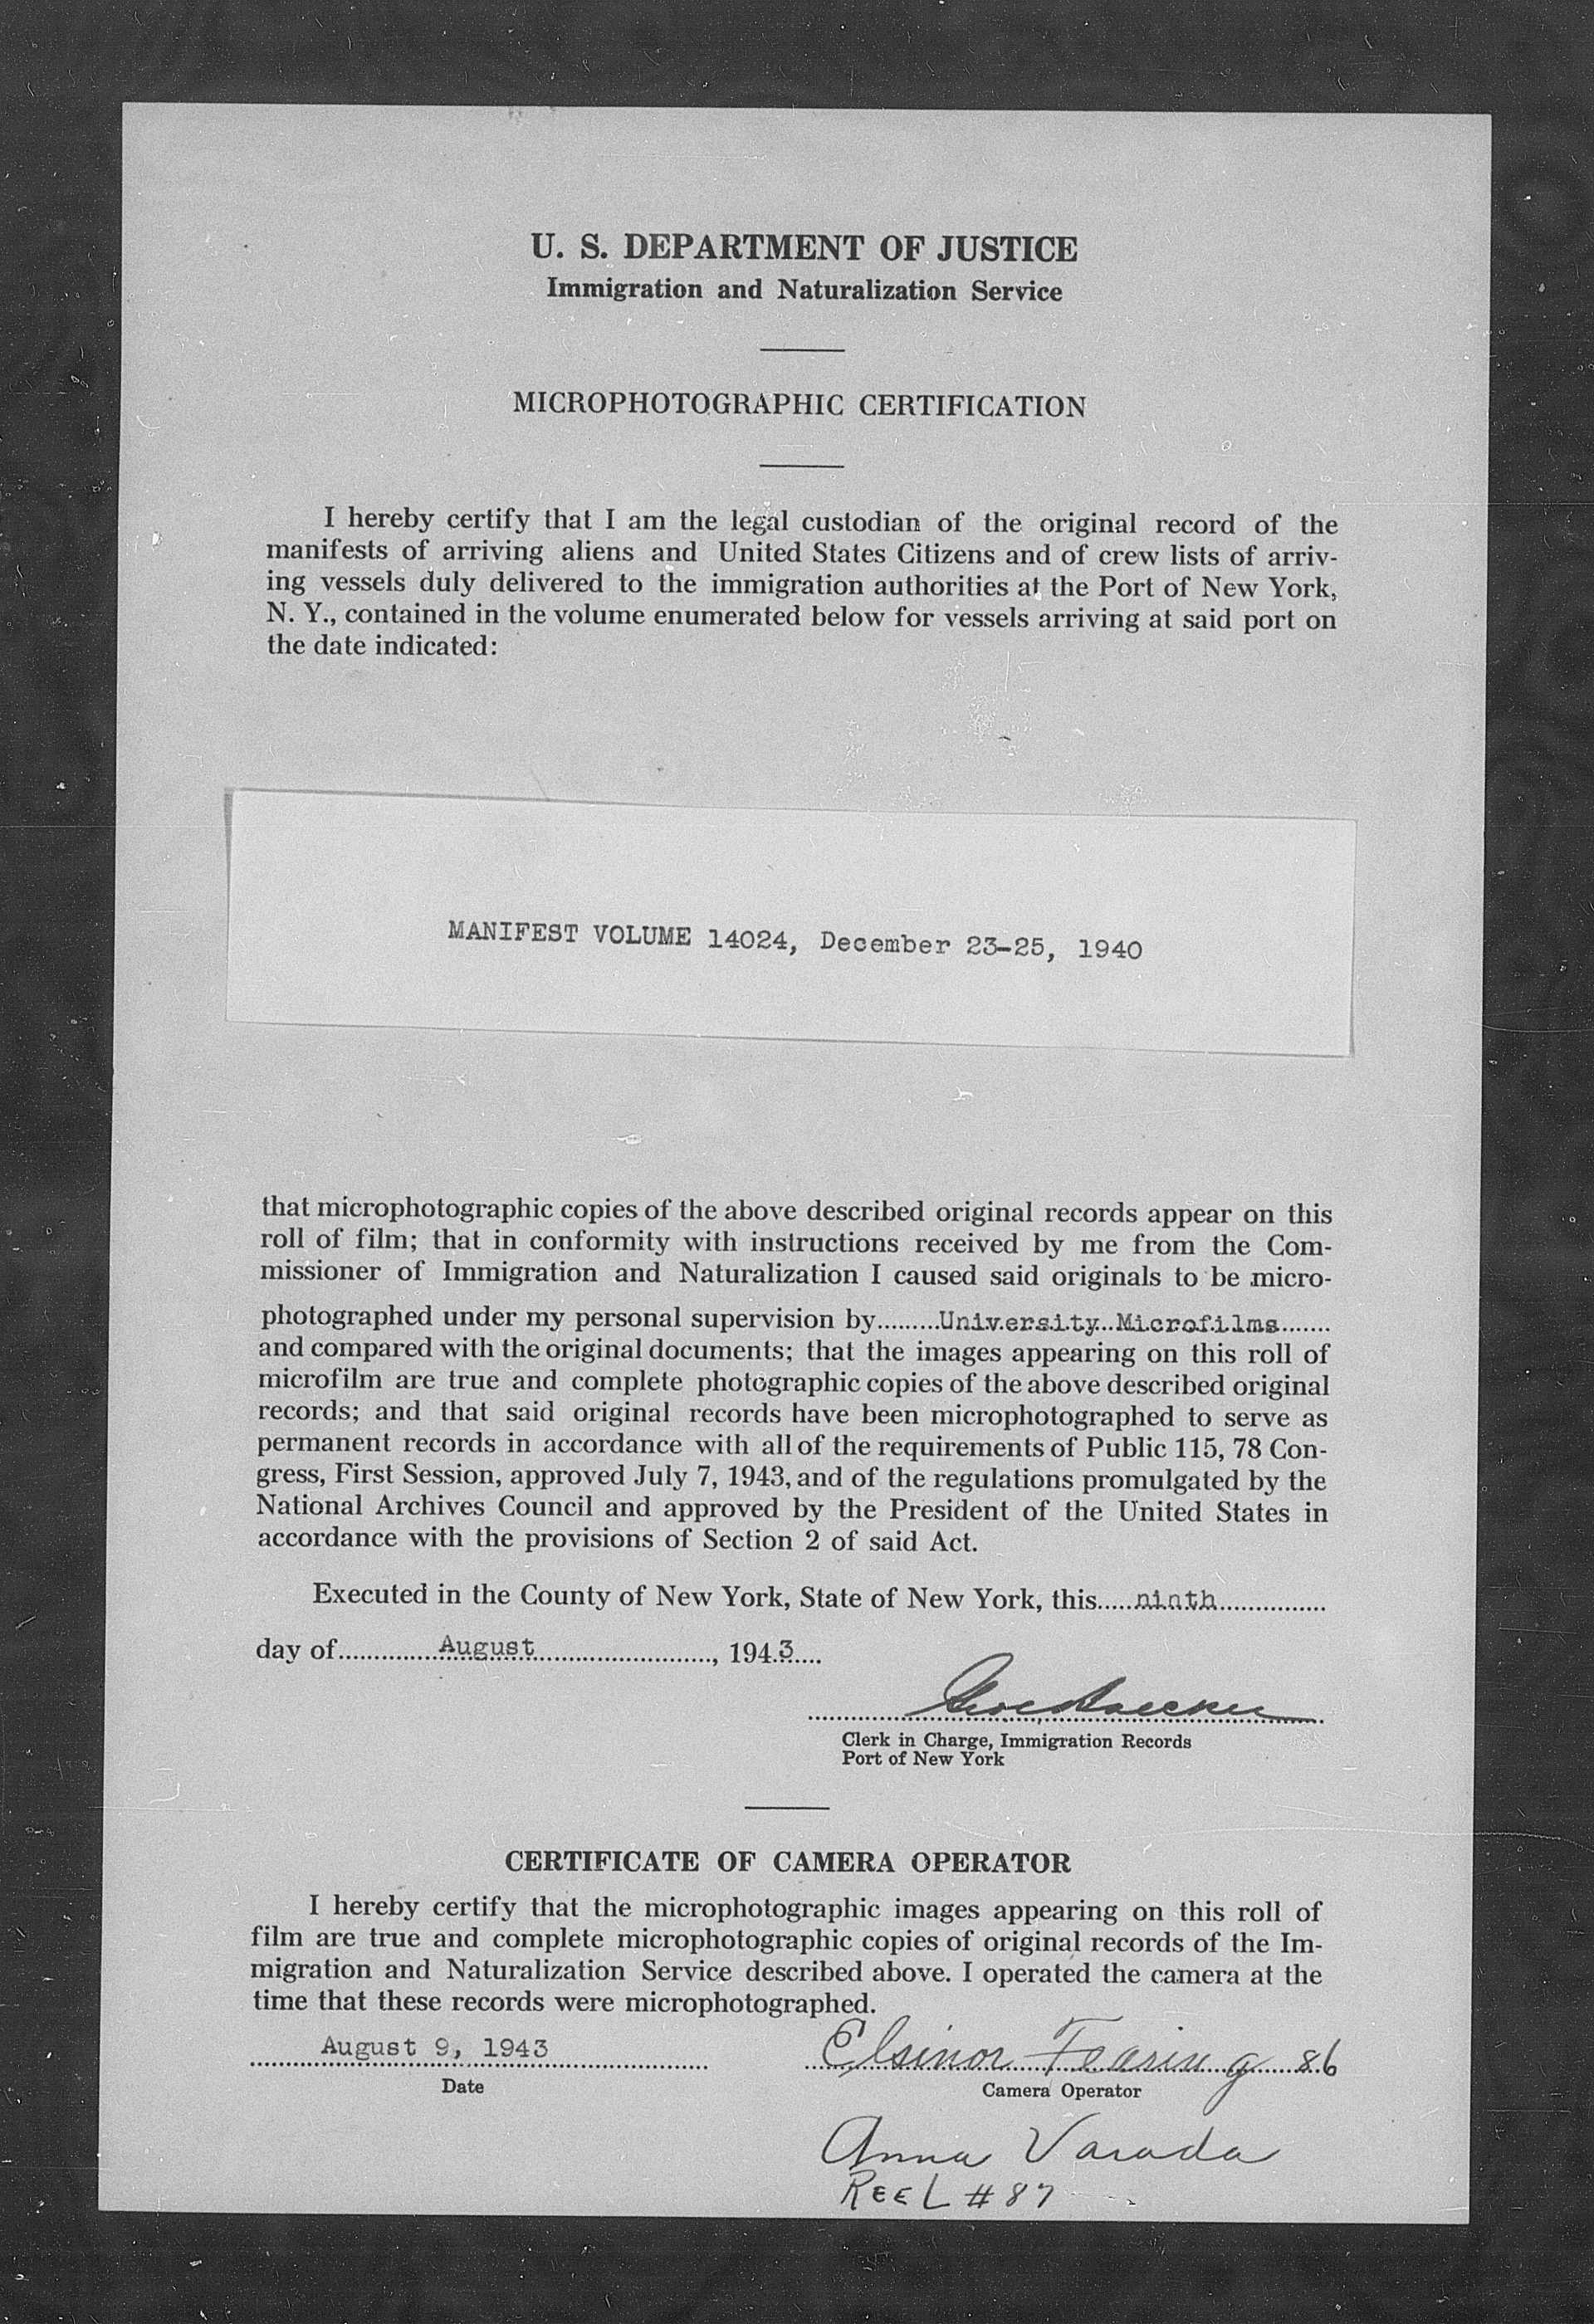 U. S. DEPARTMENT OF JUSTICE
Immigration and Naturalization Service
MICROPHOTOGRAPHIC CERTIFICATION
I hereby certify that I am the legal custodian of the original record of the
manifests of arriving aliens and United States Citizens and of crew lists of arriv-
ing vessels duly delivered to the immigration authorities at the Port of New York,
N. Y., contained in the volume enumerated below for vessels arriving at said port on
the date indicated:
MANIFEST VOLUME 14024, December 23-25, 1940
that microphotographic copies of the above described original records appear on this
roll of film; that in conformity with instructions received by me from the Com-
missioner of Immigration and Naturalization I caused said originals to be micro-
photographed under my personal supervision by.........University Microfilms.......
and compared with the original documents; that the images appearing on this roll of
microfilm are true and complete photographic copies of the above described original
records; and that said original records have been microphotographed to serve as
permanent records in accordance with all of the requirements of Public 115, 78 Con-
gress, First Session, approved July 7, 1943, and of the regulations promulgated by the
National Archives Council and approved by the President of the United States in
accordance with the provisions of Section 2 of said Act.
Executed in the County of New York, State of New York, this.....ninth...............
day of..............August........................., 1943....
Clerk in Charge, Immigration Records
Port of New York
CERTIFICATE OF CAMERA OPERATOR
I hereby certify that the microphotographic images appearing on this roll of
film are true and complete microphotographic copies of original records of the Im-
migration and Naturalization Service described above. I operated the camera at the
time that these records were microphotographed.
August 9, 1943 Elsinor Fearing 86
Date Camera Operator
Anna Varada
REEL #87